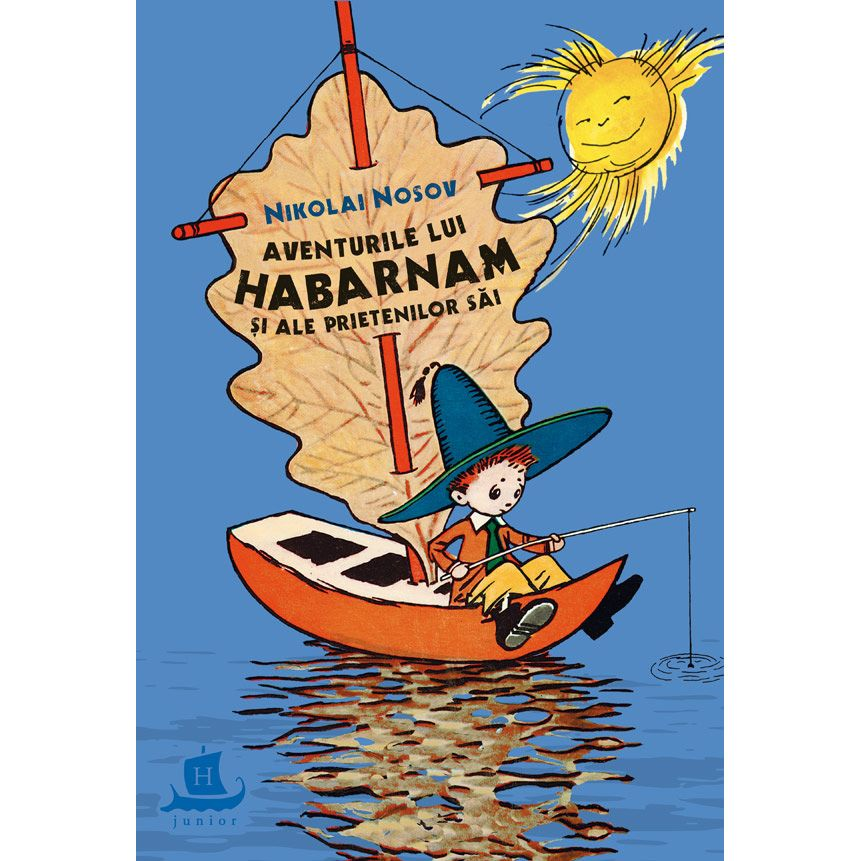 NIKOLAI NOSOV
AVENTURILE LUI
HABARNAM
ȘI ALE PRIETENILOR SĂI
H
junior